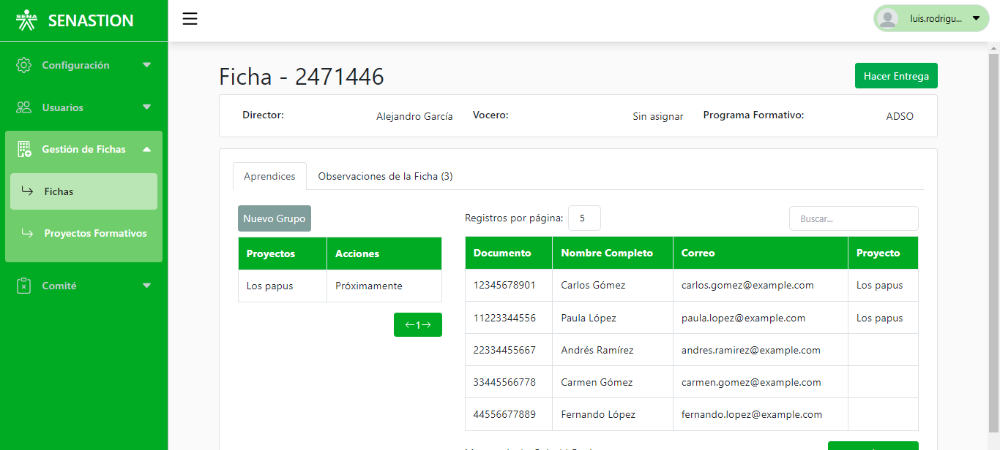 SENA
SENASTION
luis.rodrigu...
Configuración
Usuarios
Gestión de Fichas
Fichas
Proyectos Formativos
Comité
Ficha - 2471446
Hacer Entrega
Director: Alejandro García Vocero: Sin asignar Programa Formativo: ADSO
Aprendices Observaciones de la Ficha (3)
Nuevo Grupo
Proyectos Acciones
Los papus Próximamente
←1→
Registros por página: 5 Buscar...
Documento Nombre Completo Correo Proyecto
12345678901 Carlos Gómez carlos.gomez@example.com Los papus
11223344556 Paula López paula.lopez@example.com Los papus
22334455667 Andrés Ramírez andres.ramirez@example.com
33445566778 Carmen Gómez carmen.gomez@example.com
44556677889 Fernando López fernando.lopez@example.com